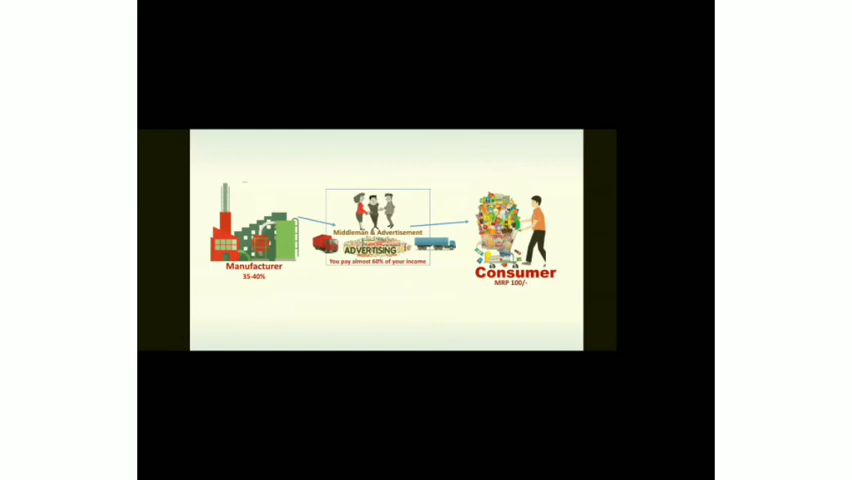 Manufacturer
35-40%
Middleman & Advertisement
ADVERTISING
You pay almost 60% of your income
Consumer
MRP 100/-